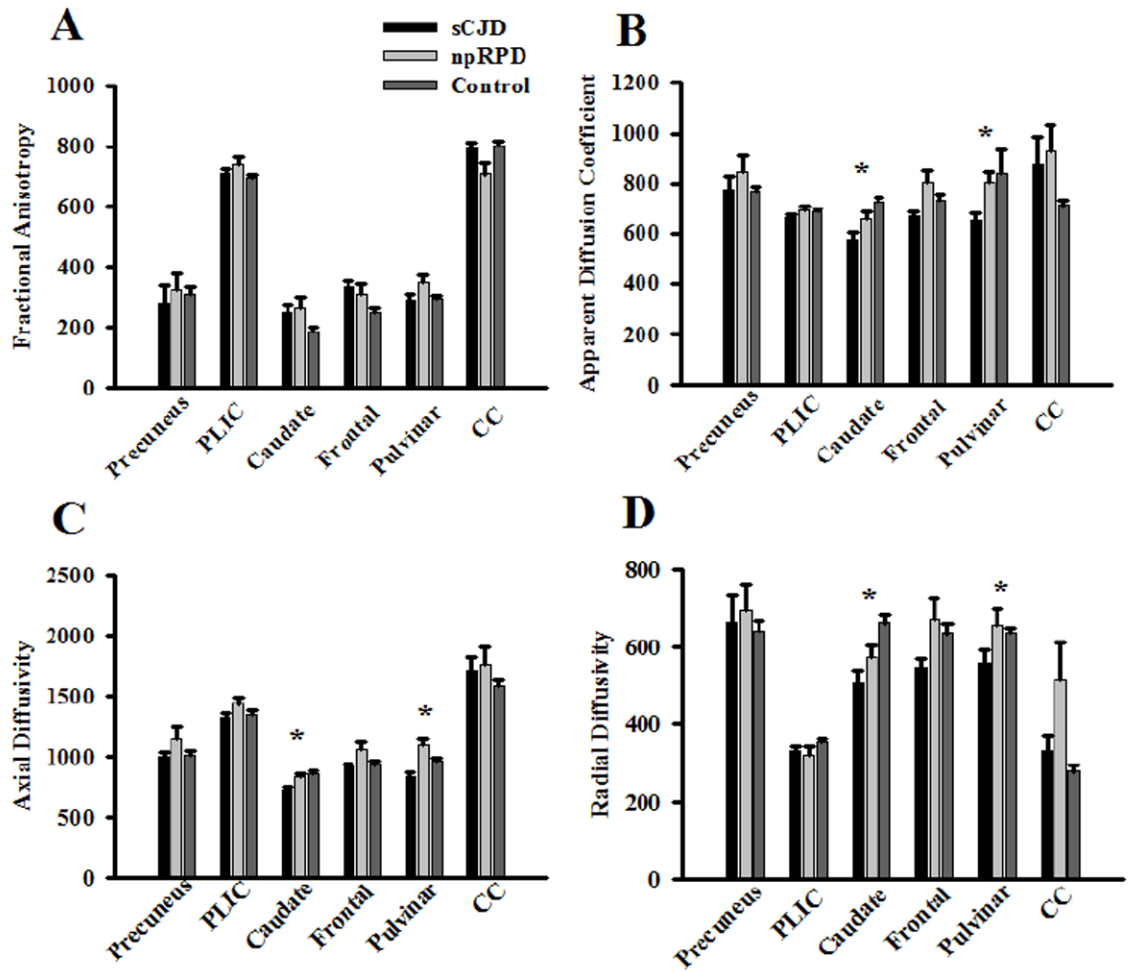 A
sCJD
npRPD
Control
Fractional Anisotropy
1000
800
600
400
200
0
Precuneus
PLIC
Caudate
Frontal
Pulvinar
CC
B
Apparent Diffusion Coefficient
1200
1000
800
600
400
200
0
*
*
Precuneus
PLIC
Caudate
Frontal
Pulvinar
CC
C
Axial Diffusivity
2500
2000
1500
1000
500
0
*
*
Precuneus
PLIC
Caudate
Frontal
Pulvinar
CC
D
Radial Diffusivity
800
600
400
200
0
*
*
Precuneus
PLIC
Caudate
Frontal
Pulvinar
CC